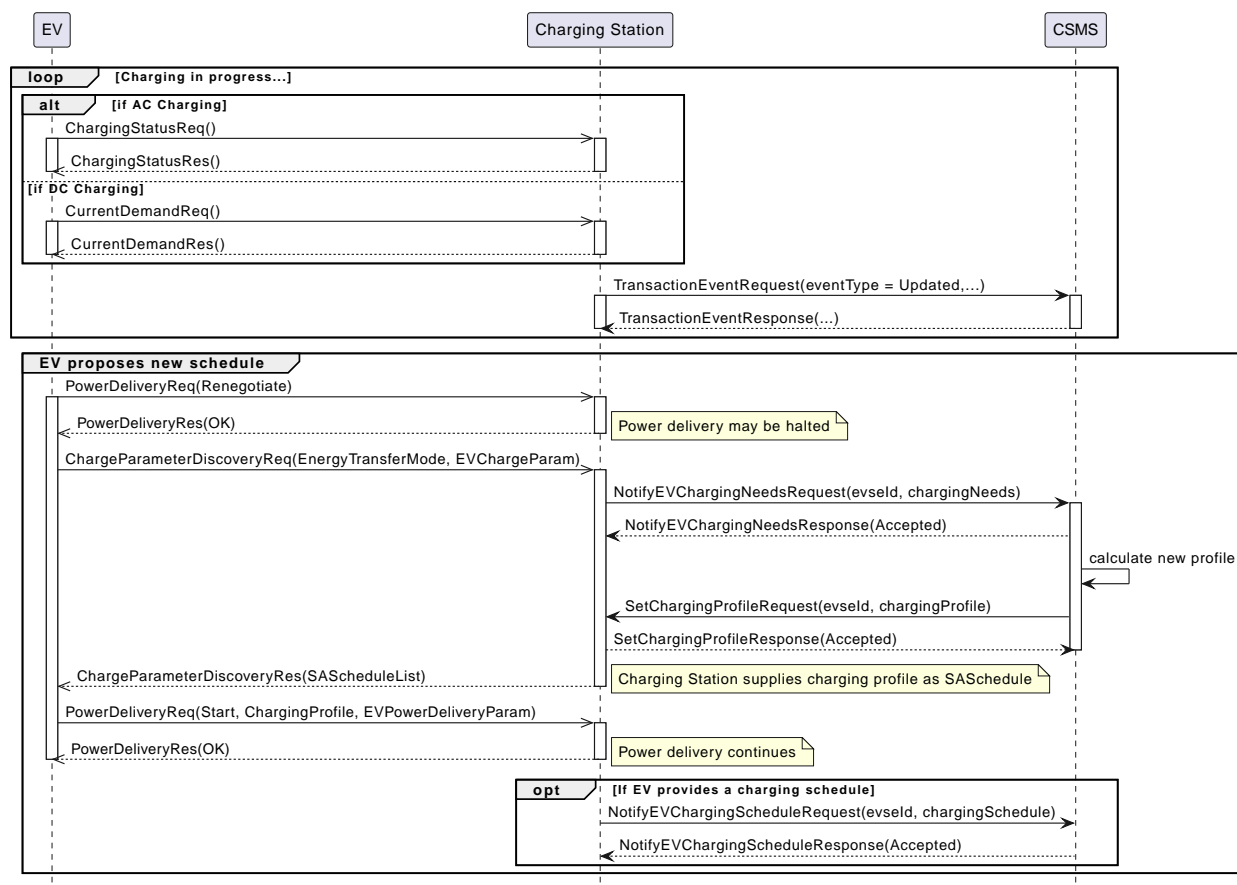 EV
Charging Station
CSMS
loop [Charging in progress...]
alt [if AC Charging]
ChargingStatusReq()
ChargingStatusRes()
[if DC Charging]
CurrentDemandReq()
CurrentDemandRes()
TransactionEventRequest(eventType = Updated,...)
TransactionEventResponse(...)
EV proposes new schedule
PowerDeliveryReq(Renegotiate)
PowerDeliveryRes(OK)
Power delivery may be halted
ChargeParameterDiscoveryReq(EnergyTransferMode, EVChargeParam)
NotifyEVChargingNeedsRequest(evseId, chargingNeeds)
NotifyEVChargingNeedsResponse(Accepted)
calculate new profile
SetChargingProfileRequest(evseId, chargingProfile)
SetChargingProfileResponse(Accepted)
ChargeParameterDiscoveryRes(SAScheduleList)
Charging Station supplies charging profile as SASchedule
PowerDeliveryReq(Start, ChargingProfile, EVPowerDeliveryParam)
PowerDeliveryRes(OK)
Power delivery continues
opt [If EV provides a charging schedule]
NotifyEVChargingScheduleRequest(evseId, chargingSchedule)
NotifyEVChargingScheduleResponse(Accepted)